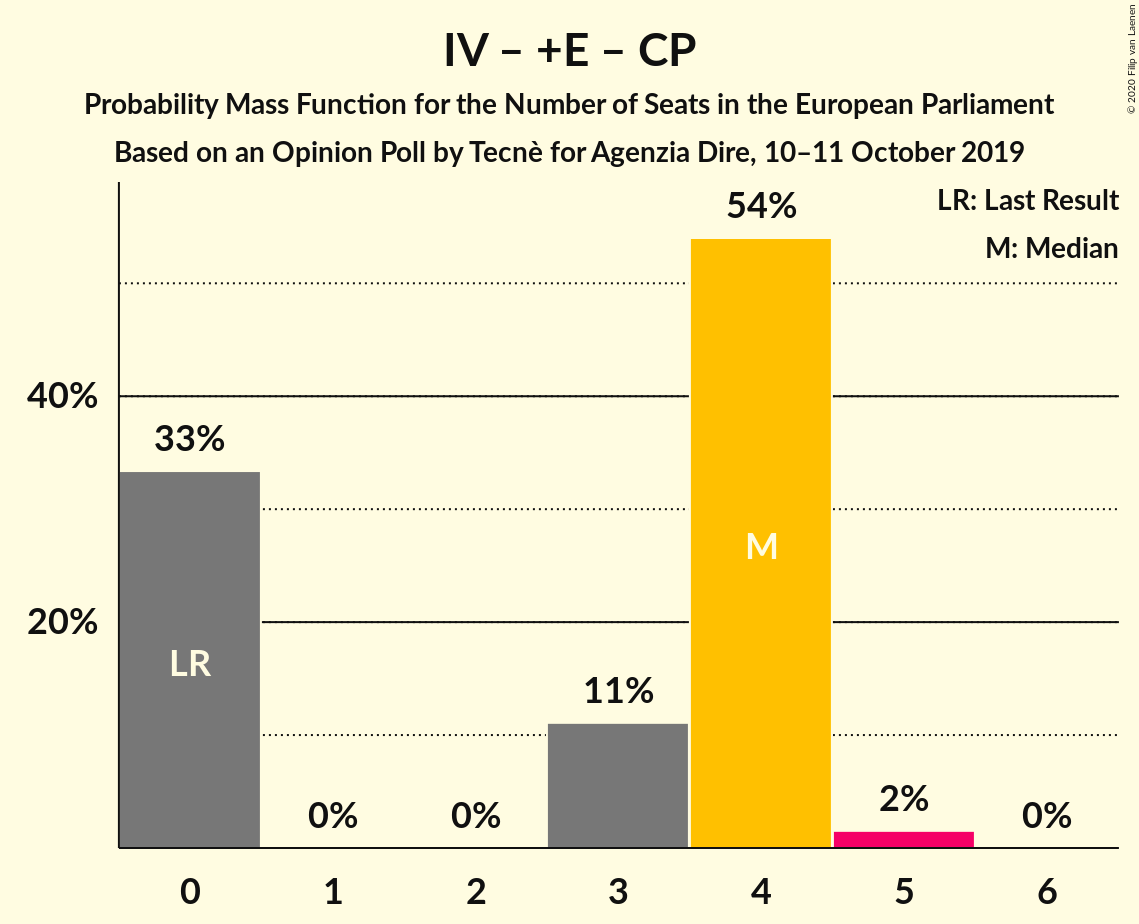 IV – +E – CP
Probability Mass Function for the Number of Seats in the European Parliament
Based on an Opinion Poll by Tecnè for Agenzia Dire, 10–11 October 2019
© 2020 Filip van Laenen
LR: Last Result
M: Median
54%
40%
33%
M
20%
LR
11%
2%
0%
0%
0%
0
1
2
3
4
5
6